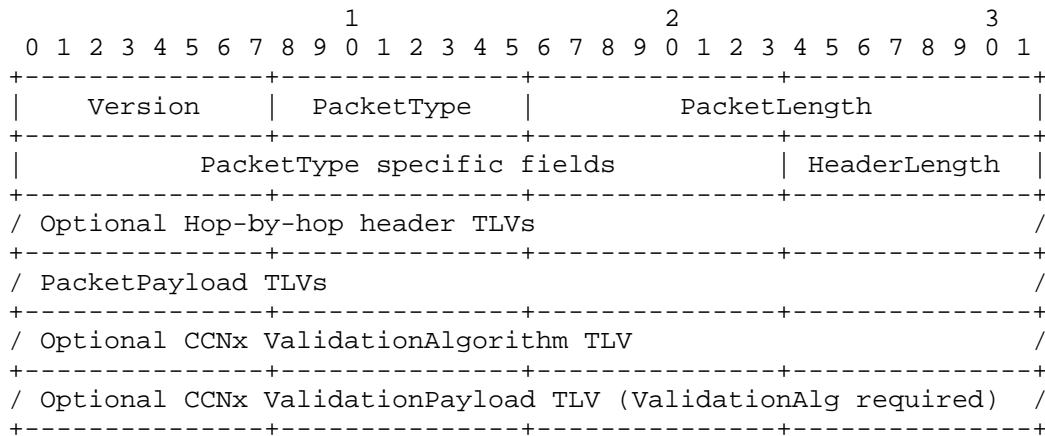 1                   2                   3
 0 1 2 3 4 5 6 7 8 9 0 1 2 3 4 5 6 7 8 9 0 1 2 3 4 5 6 7 8 9 0 1
+---------------+---------------+---------------+---------------+
|    Version    |  PacketType   |         PacketLength          |
+---------------+---------------+---------------+---------------+
|           PacketType specific fields          | HeaderLength  |
+---------------+---------------+---------------+---------------+
/ Optional Hop-by-hop header TLVs                               /
+---------------+---------------+---------------+---------------+
/ PacketPayload TLVs                                            /
+---------------+---------------+---------------+---------------+
/ Optional CCNx ValidationAlgorithm TLV                         /
+---------------+---------------+---------------+---------------+
/ Optional CCNx ValidationPayload TLV (ValidationAlg required)  /
+---------------+---------------+---------------+---------------+